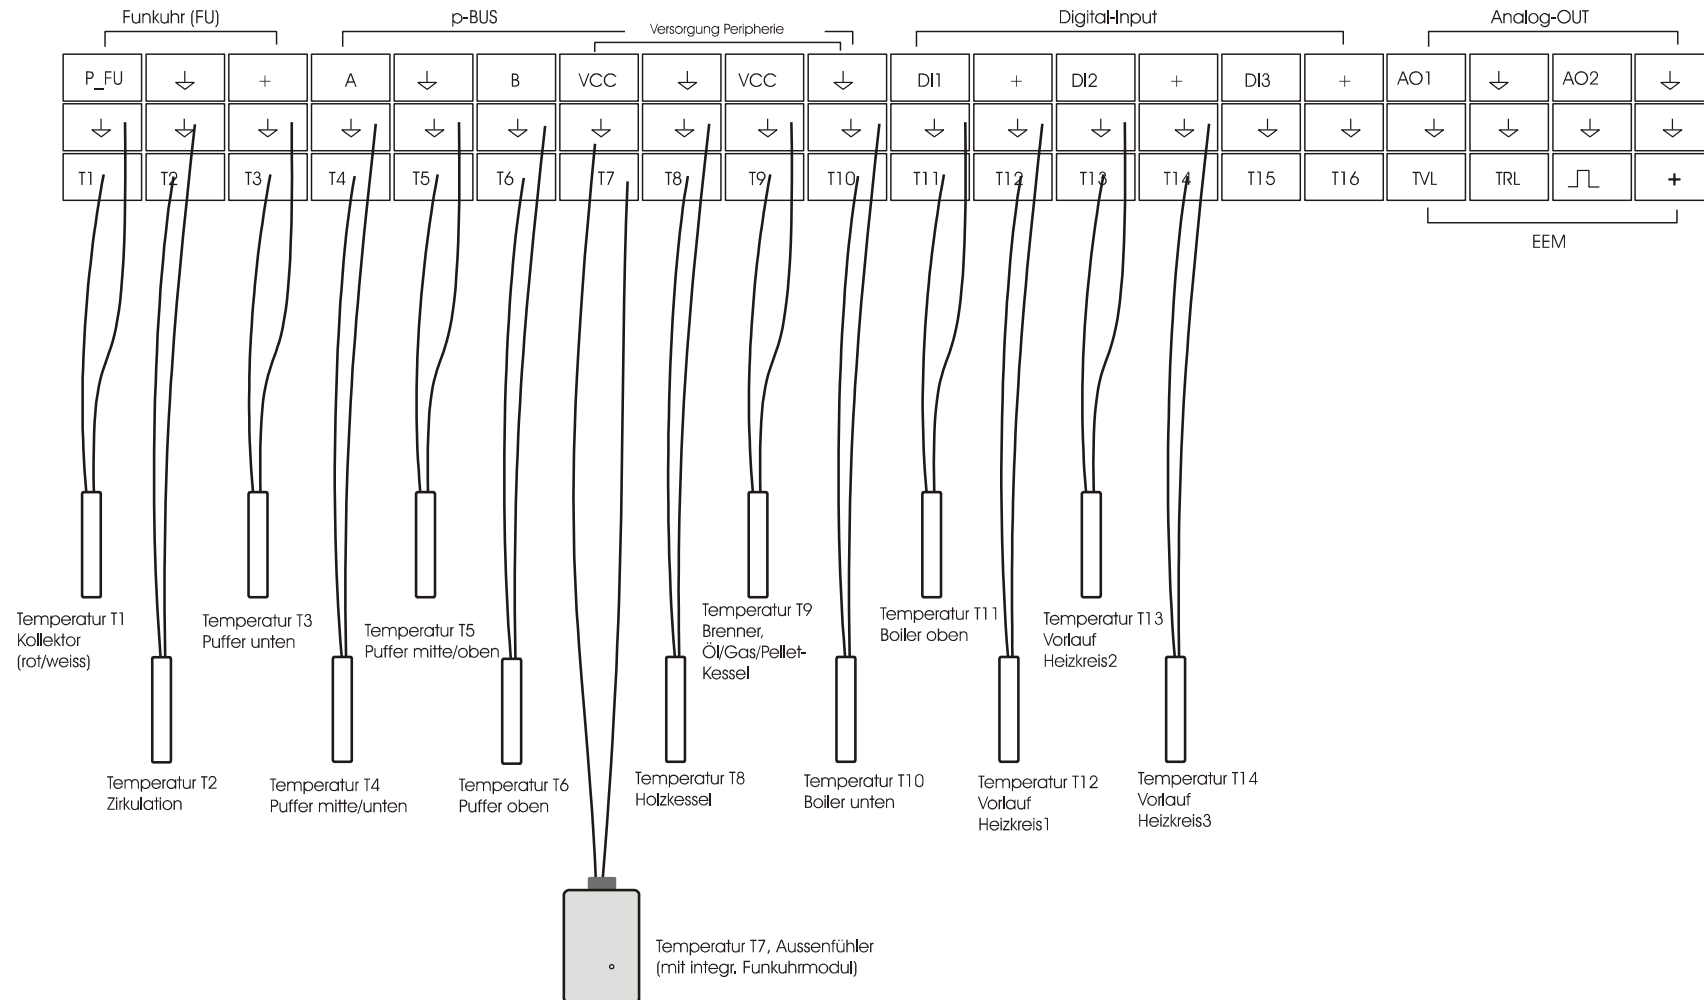 Funkuhr (FU)
p-BUS
Versorgung Peripherie
Digital-Input
Analog-OUT
P_FU ⏚ + A ⏚ B VCC ⏚ VCC ⏚ DI1 + DI2 + DI3 + AO1 ⏚ AO2 ⏚
T1 T2 T3 T4 T5 T6 T7 T8 T9 T10 T11 T12 T13 T14 T15 T16 TVL TRL +
EEM
Temperatur T1
Kollektor
(rot/weiss)
Temperatur T3
Puffer unten
Temperatur T5
Puffer mitte/oben
Temperatur T9
Brenner,
Öl/Gas/Pellet-
Kessel
Temperatur T11
Boiler oben
Temperatur T13
Vorlauf
Heizkreis2
Temperatur T2
Zirkulation
Temperatur T4
Puffer mitte/unten
Temperatur T6
Puffer oben
Temperatur T8
Holzkessel
Temperatur T10
Boiler unten
Temperatur T12
Vorlauf
Heizkreis1
Temperatur T14
Vorlauf
Heizkreis3
Temperatur T7, Aussenfühler
(mit integr. Funkuhrmodul)